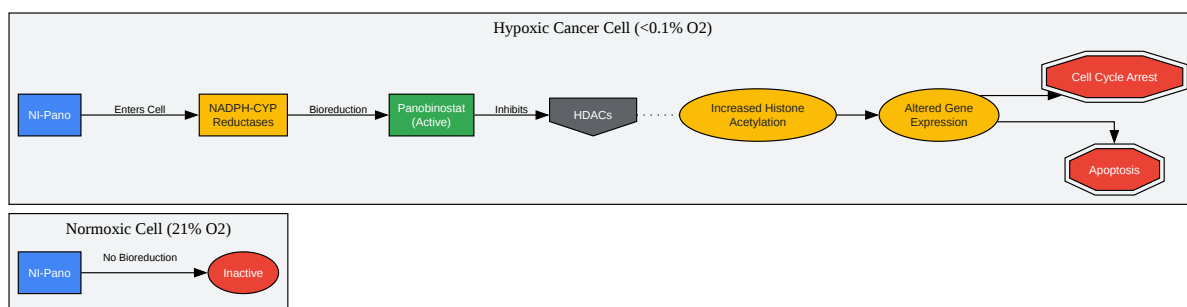 Hypoxic Cancer Cell (<0.1% O2)
NI-Pano
Enters Cell
NADPH-CYP
Reductases
Bioreduction
Panobinostat
(Active)
Inhibits
HDACs
Increased Histone
Acetylation
Altered Gene
Expression
Cell Cycle Arrest
Apoptosis
Normoxic Cell (21% O2)
NI-Pano
No Bioreduction
Inactive